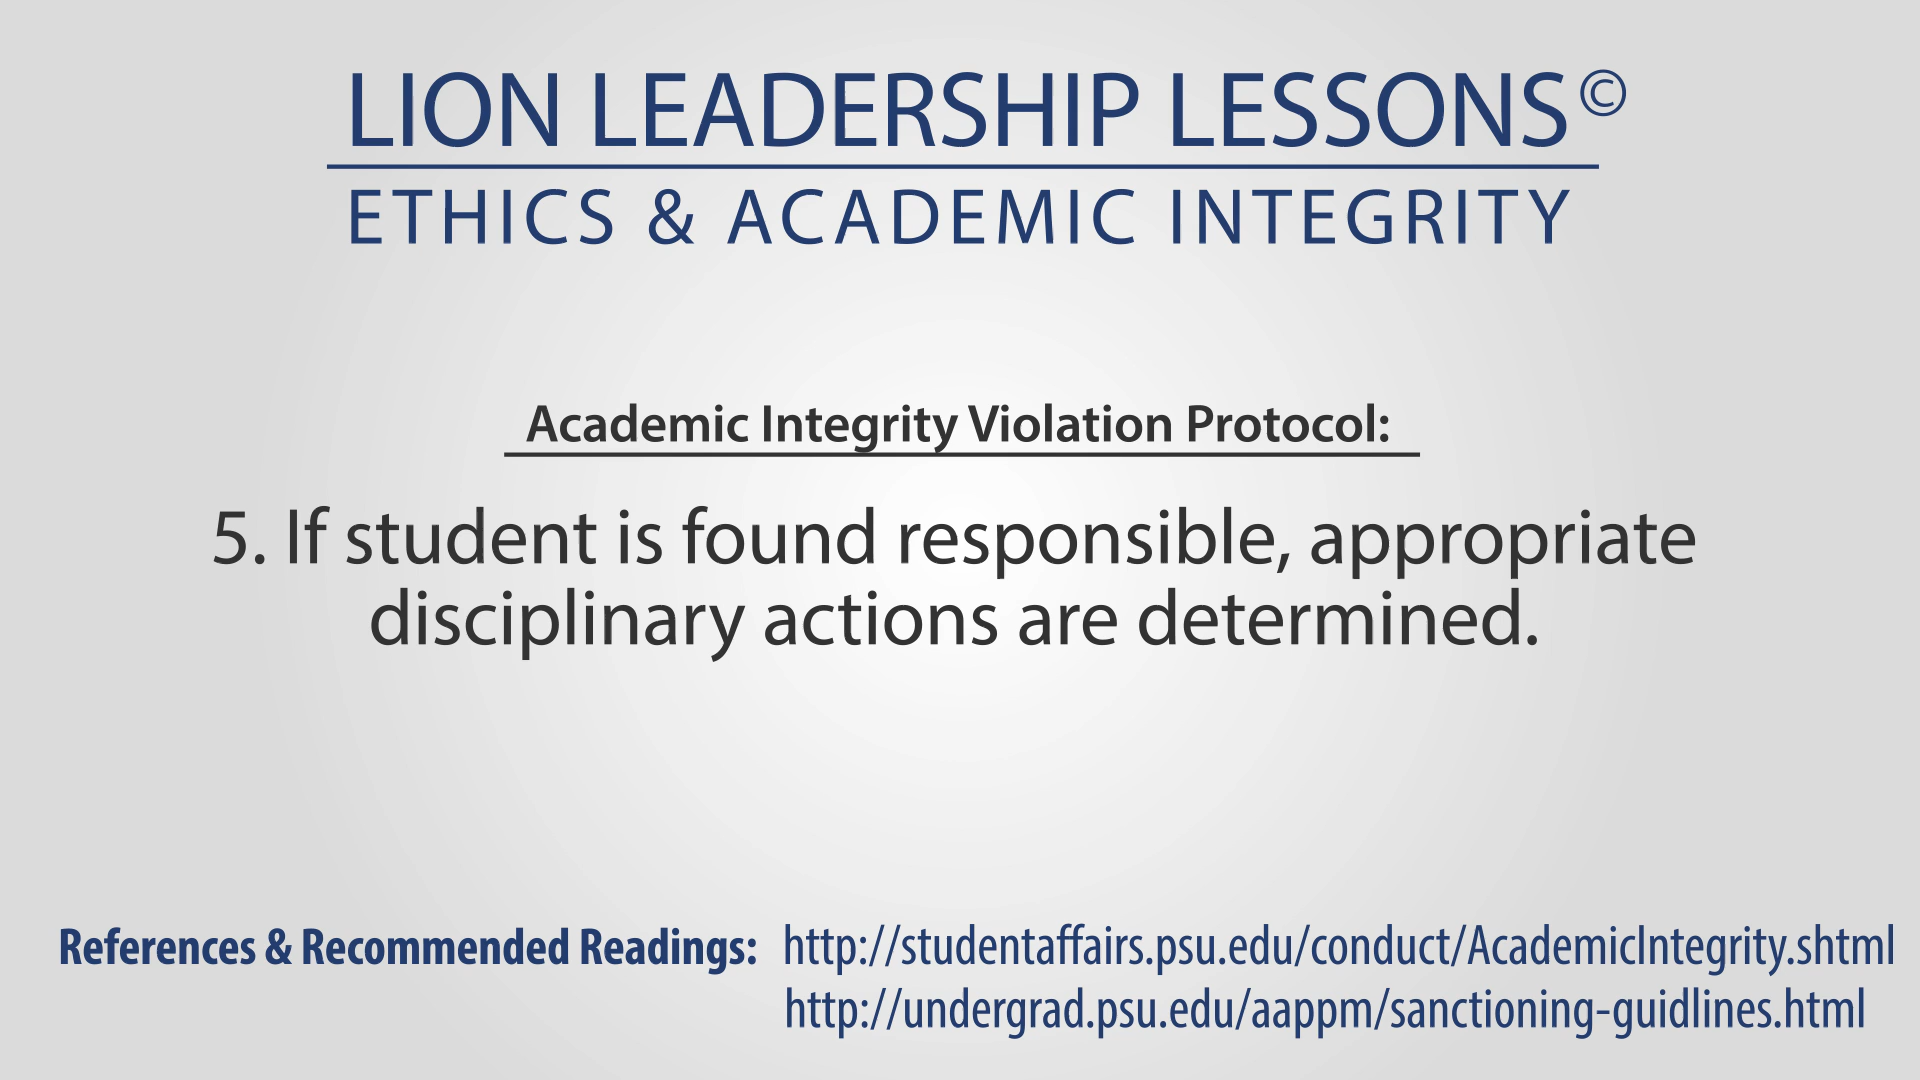 LION LEADERSHIP LESSONS©
ETHICS & ACADEMIC INTEGRITY
Academic Integrity Violation Protocol:
5. If student is found responsible, appropriate
disciplinary actions are determined.
References & Recommended Readings: http://studentaffairs.psu.edu/conduct/AcademicIntegrity.shtml
http://undergrad.psu.edu/aappm/sanctioning-guidlines.html